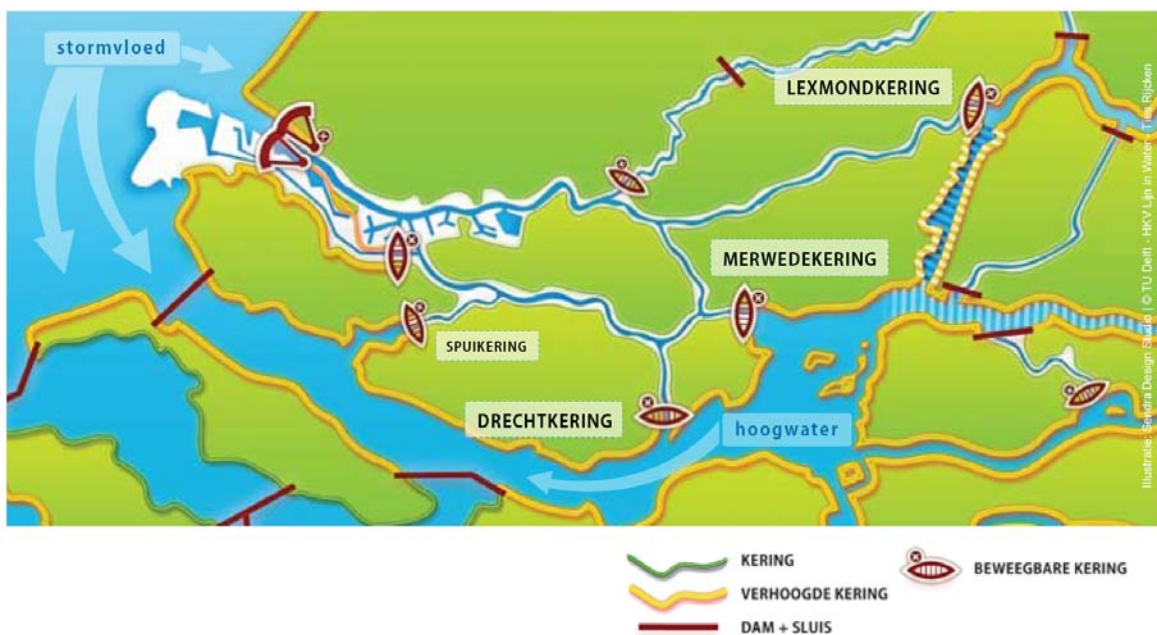 stormvloed
LEXMONDKERING
MERWEDEKERING
SPUIKERING
DRECHTKERING
hoogwater
Illustratie: Sendra Design Studio | © TU Delft - HKV Lijn in Water - Ties Rijcken
KERING
VERHOOGDE KERING
DAM + SLUIS
BEWEEGBARE KERING